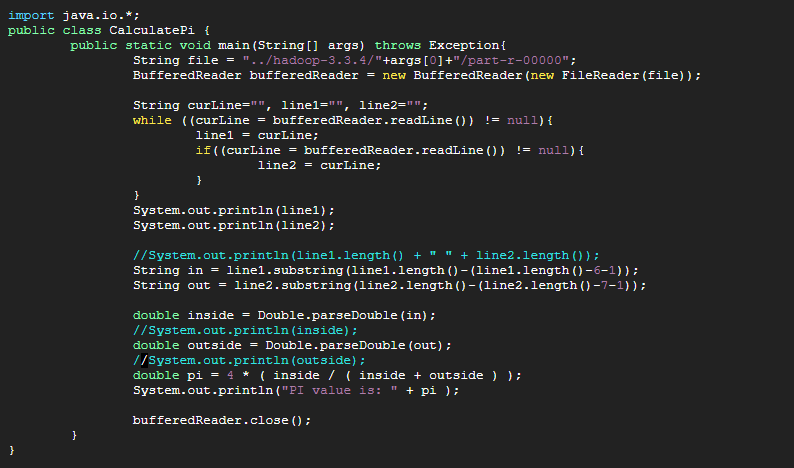 import java.io.*;
public class CalculatePi {
        public static void main(String[] args) throws Exception{
                String file = "../hadoop-3.3.4/"+args[0]+"/part-r-00000";
                BufferedReader bufferedReader = new BufferedReader(new FileReader(file));

                String curLine="", line1="", line2="";
                while ((curLine = bufferedReader.readLine()) != null){
                        line1 = curLine;
                        if((curLine = bufferedReader.readLine()) != null){
                                line2 = curLine;
                        }
                }
                System.out.println(line1);
                System.out.println(line2);

                //System.out.println(line1.length() + " " + line2.length());
                String in = line1.substring(line1.length()-(line1.length()-6-1));
                String out = line2.substring(line2.length()-(line2.length()-7-1));

                double inside = Double.parseDouble(in);
                //System.out.println(inside);
                double outside = Double.parseDouble(out);
                //System.out.println(outside);
                double pi = 4 * ( inside / ( inside + outside ) );
                System.out.println("PI value is: " + pi );

                bufferedReader.close();
        }
}